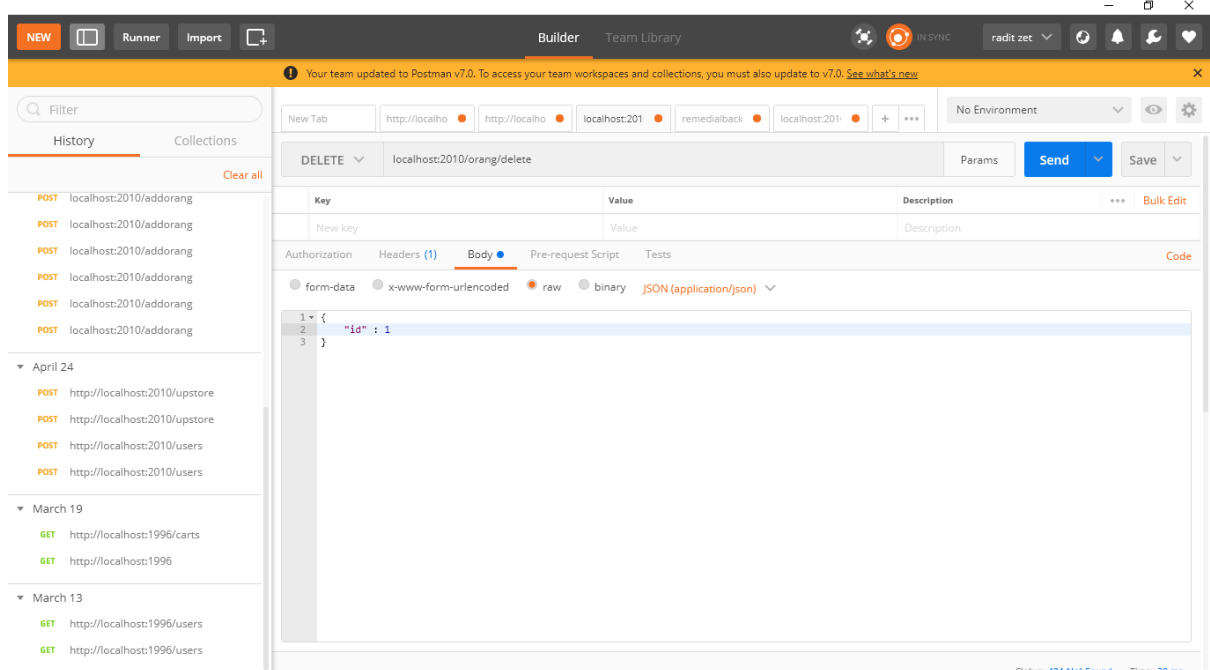 NEW Runner Import Builder Team Library IN SYNC radit zet
Your team updated to Postman v7.0. To access your team workspaces and collections, you must also update to v7.0. See what's new
Filter
History Collections
Clear all
POST localhost:2010/addorang
POST localhost:2010/addorang
POST localhost:2010/addorang
POST localhost:2010/addorang
POST localhost:2010/addorang
POST localhost:2010/addorang
April 24
POST http://localhost:2010/upstore
POST http://localhost:2010/upstore
POST http://localhost:2010/users
POST http://localhost:2010/users
March 19
GET http://localhost:1996/carts
GET http://localhost:1996
March 13
GET http://localhost:1996/users
GET http://localhost:1996/users
New Tab http://localho http://localho localhost:201 remedialback localhost:201 + ••• No Environment
DELETE localhost:2010/orang/delete Params Send Save
Key Value Description ••• Bulk Edit
New key Value Description
Authorization Headers (1) Body Pre-request Script Tests Code
form-data x-www-form-urlencoded raw binary JSON (application/json)
1 {
2 "id" : 1
3 }
Status: 404 Not Found Time: